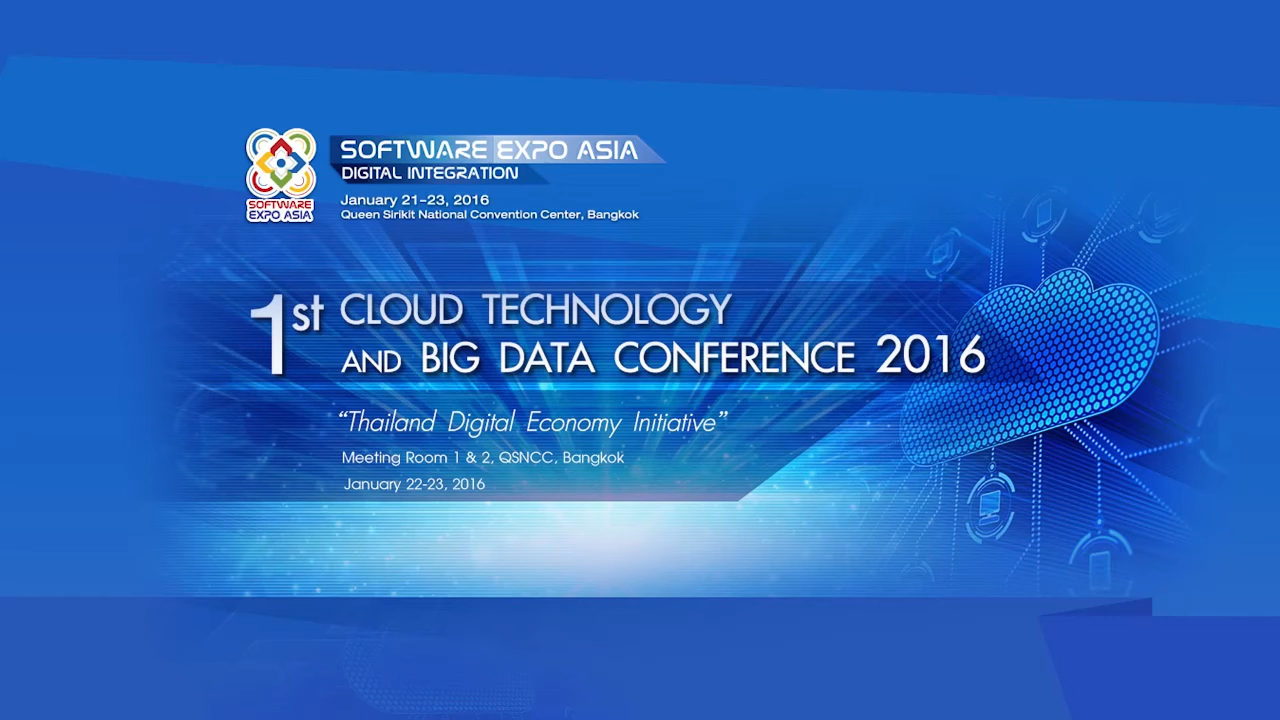 SOFTWARE EXPO ASIA
SOFTWARE EXPO ASIA
DIGITAL INTEGRATION
January 21-23, 2016
Queen Sirikit National Convention Center, Bangkok
1st CLOUD TECHNOLOGY
AND BIG DATA CONFERENCE 2016
“Thailand Digital Economy Initiative”
Meeting Room 1 & 2, QSNCC, Bangkok
January 22-23, 2016